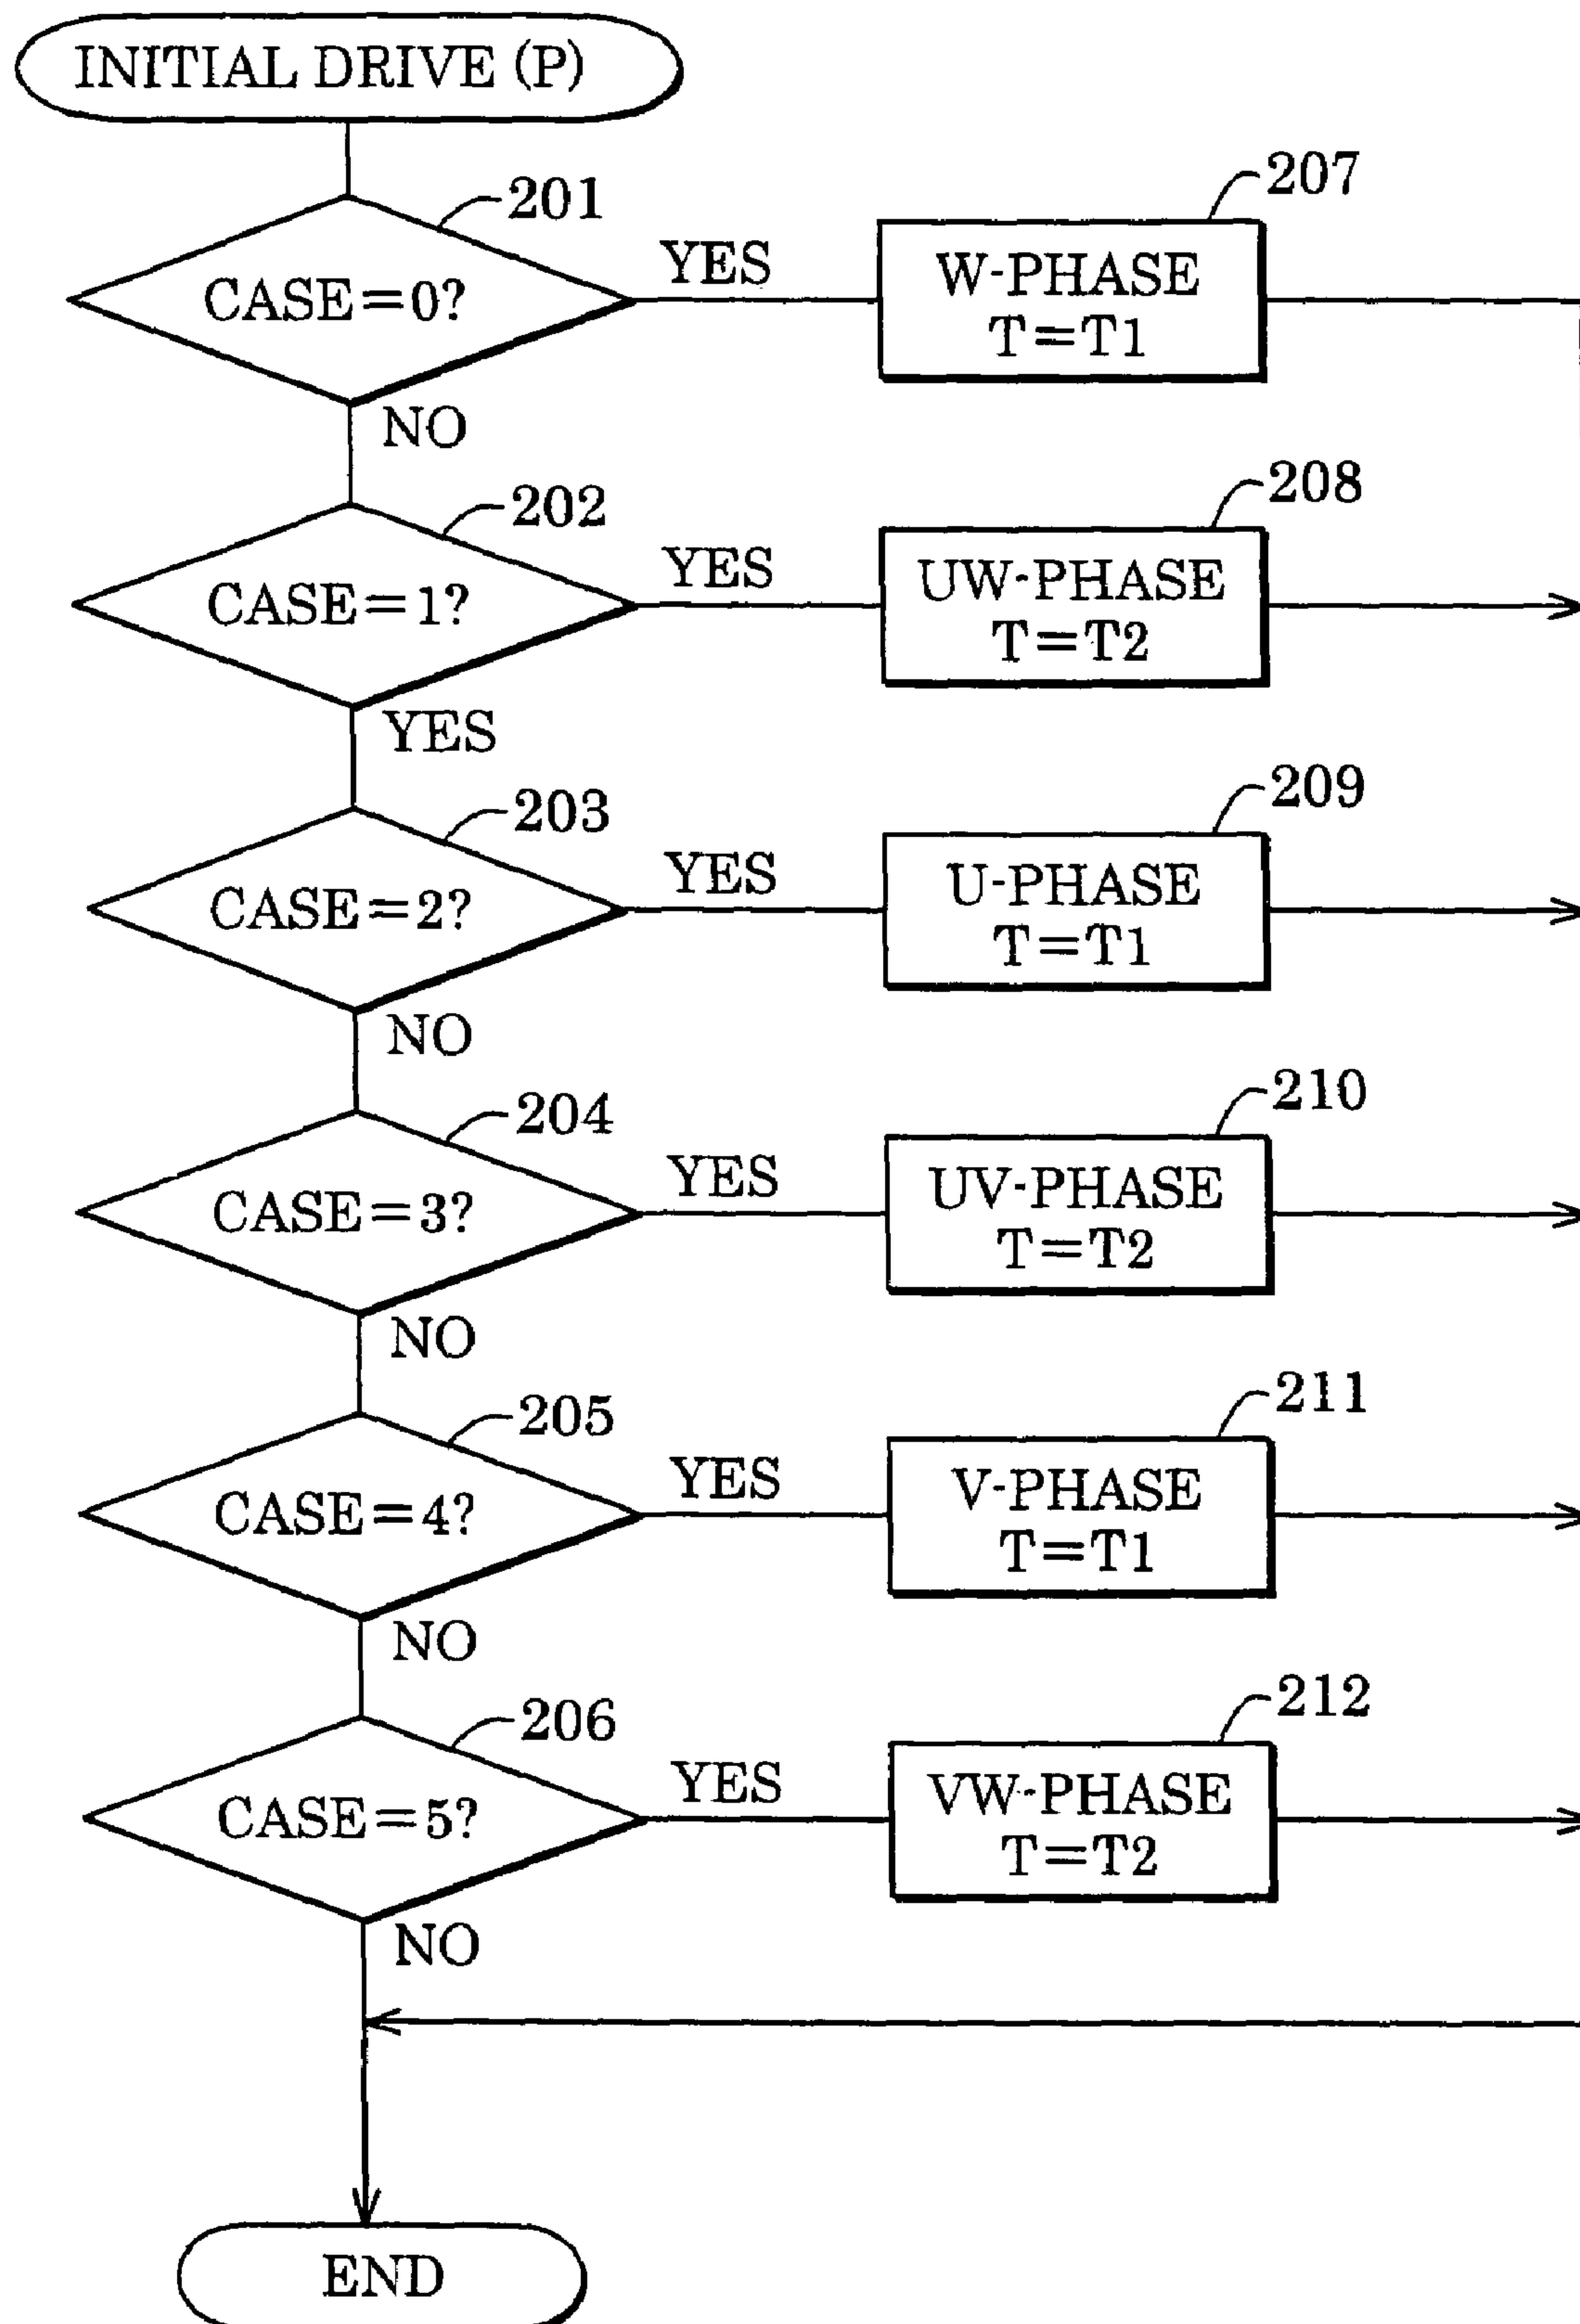 INITIAL DRIVE (P)
201
CASE=0?
YES
207
W-PHASE
T=T1
NO
202
CASE=1?
YES
208
UW-PHASE
T=T2
YES
203
CASE=2?
YES
209
U-PHASE
T=T1
NO
204
CASE=3?
YES
210
UV-PHASE
T=T2
NO
205
CASE=4?
YES
211
V-PHASE
T=T1
NO
206
CASE=5?
YES
212
VW-PHASE
T=T2
NO
END